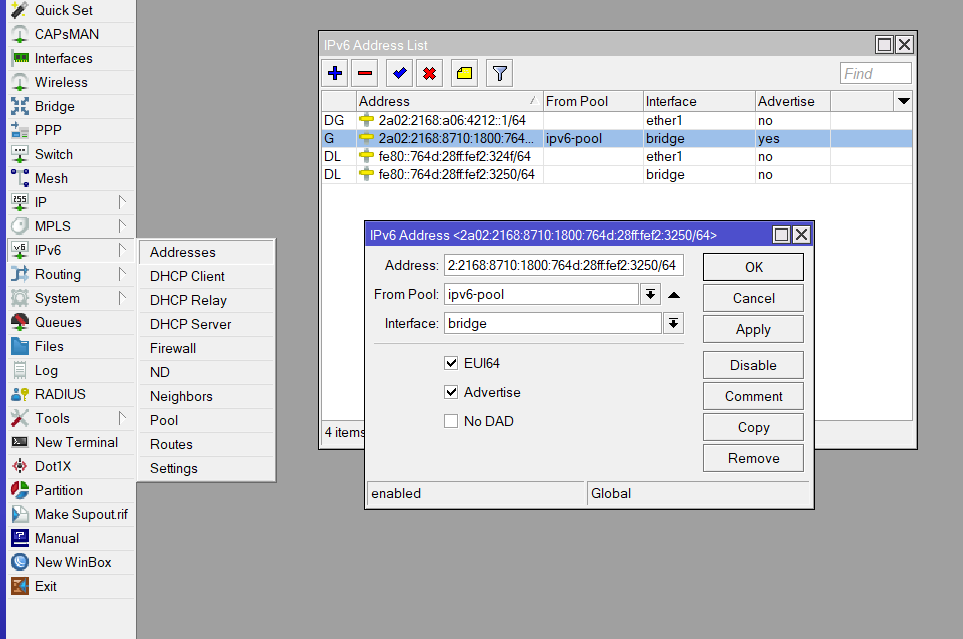 Quick Set
CAPsMAN
Interfaces
Wireless
Bridge
PPP
Switch
Mesh
IP
MPLS
IPv6
Routing
System
Queues
Files
Log
RADIUS
Tools
New Terminal
Dot1X
Partition
Make Supout.rif
Manual
New WinBox
Exit
Addresses
DHCP Client
DHCP Relay
DHCP Server
Firewall
ND
Neighbors
Pool
Routes
Settings
IPv6 Address List
Find
Address From Pool Interface Advertise
DG 2a02:2168:a06:4212::1/64 ether1 no
G 2a02:2168:8710:1800:764... ipv6-pool bridge yes
DL fe80::764d:28ff:fef2:324f/64 ether1 no
DL fe80::764d:28ff:fef2:3250/64 bridge no
4 items
IPv6 Address <2a02:2168:8710:1800:764d:28ff:fef2:3250/64>
Address: 2:2168:8710:1800:764d:28ff:fef2:3250/64
From Pool: ipv6-pool
Interface: bridge
EUI64
Advertise
No DAD
OK
Cancel
Apply
Disable
Comment
Copy
Remove
enabled Global